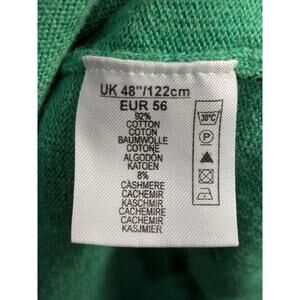 UK 48"/122cm
EUR 56
92%
COTTON
COTON
BAUMWOLLE
COTONE
ALGODON
KATOEN
8%
CASHMERE
CACHEMIR
KASCHMIR
CACHEMIRE
CACHEMIR
KASJMIER
30°C
P